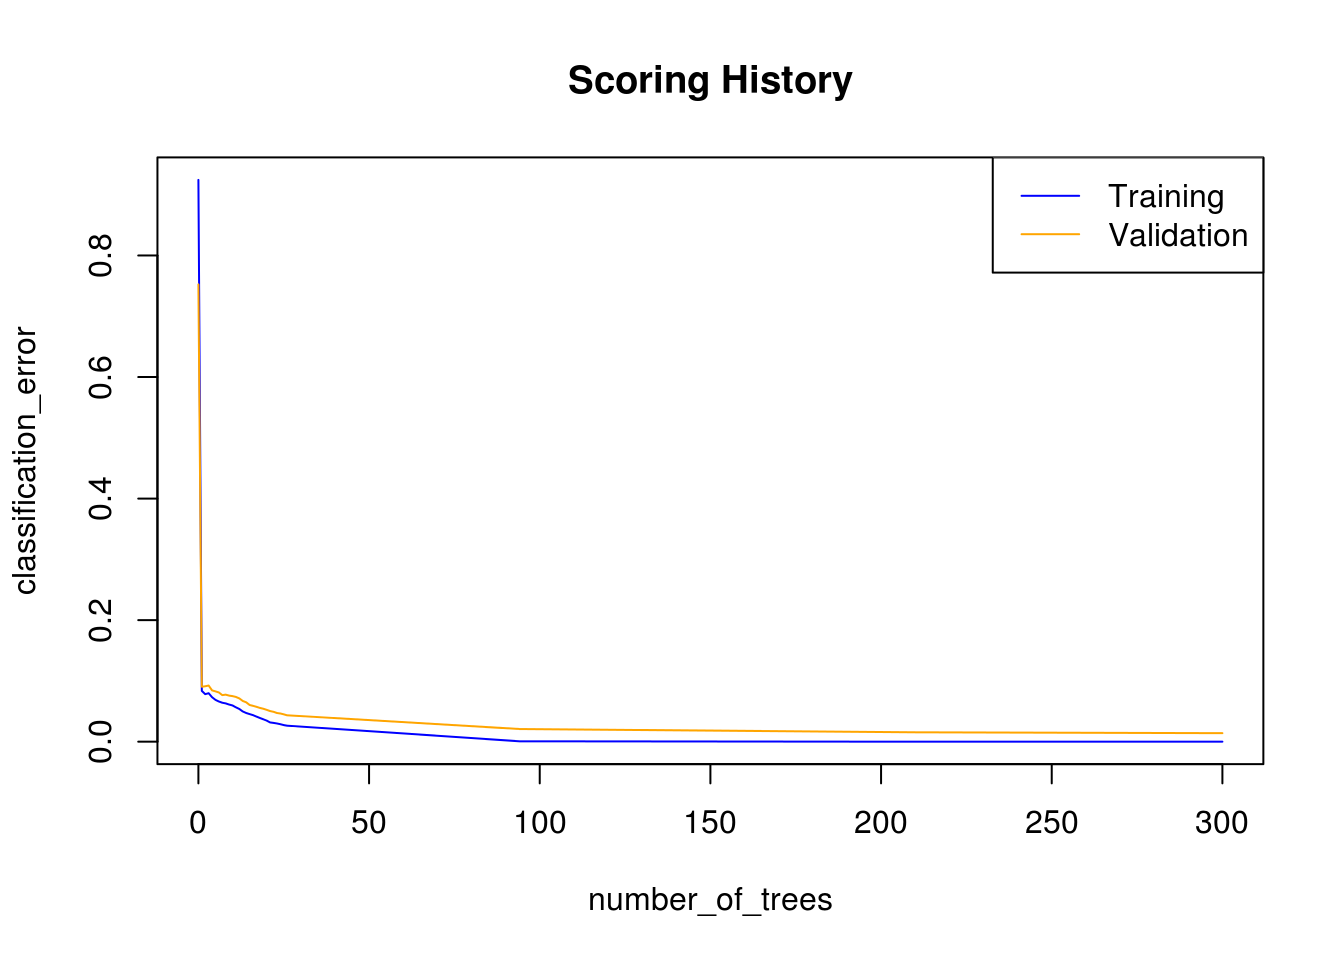 Scoring History
Training
Validation
classification_error
0.8
0.6
0.4
0.2
0.0
0 50 100 150 200 250 300
number_of_trees